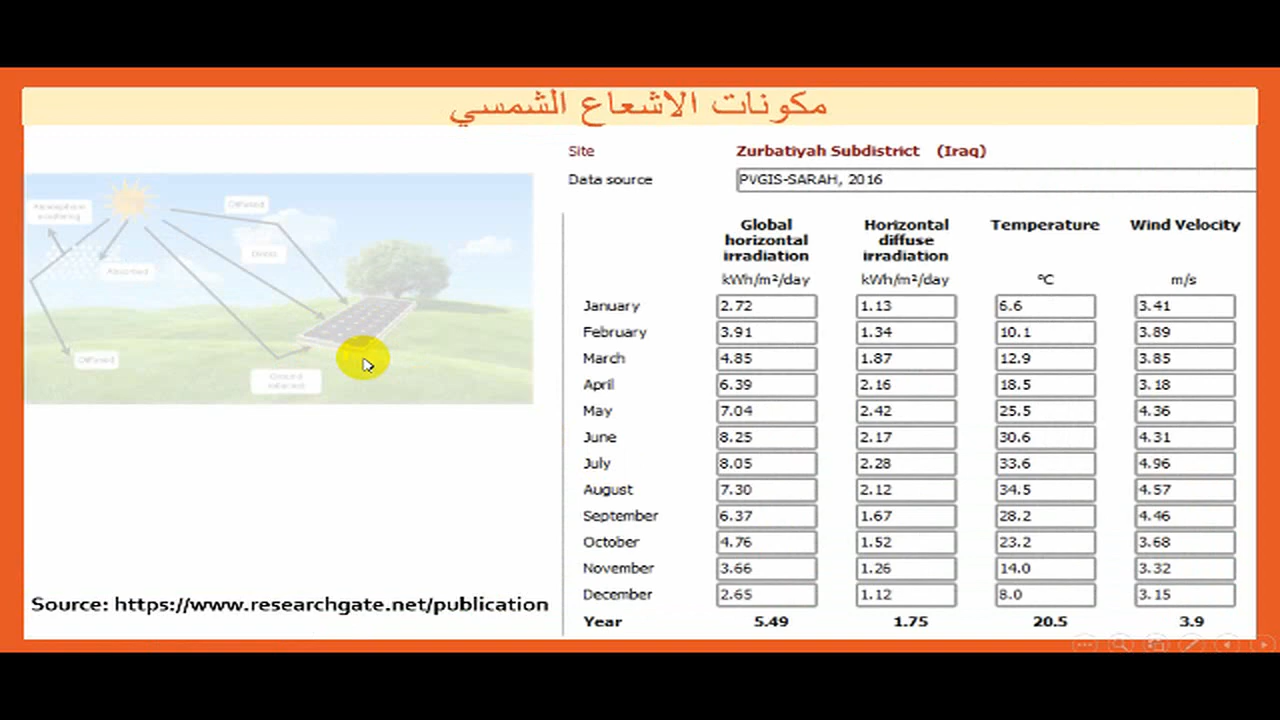 مكونات الاشعاع الشمسي
Site Zurbatiyah Subdistrict (Iraq)
Data source PVGIS-SARAH, 2016
Atmospheric
scattering
Diffused
Direct
Absorbed
Diffused
Ground
reflected
Global horizontal irradiation Horizontal diffuse irradiation Temperature Wind Velocity
kWh/m²/day kWh/m²/day °C m/s
January 2.72 1.13 6.6 3.41
February 3.91 1.34 10.1 3.89
March 4.85 1.87 12.9 3.85
April 6.39 2.16 18.5 3.18
May 7.04 2.42 25.5 4.36
June 8.25 2.17 30.6 4.31
July 8.05 2.28 33.6 4.96
August 7.30 2.12 34.5 4.57
September 6.37 1.67 28.2 4.46
October 4.76 1.52 23.2 3.68
November 3.66 1.26 14.0 3.32
December 2.65 1.12 8.0 3.15
Year 5.49 1.75 20.5 3.9
Source: https://www.researchgate.net/publication